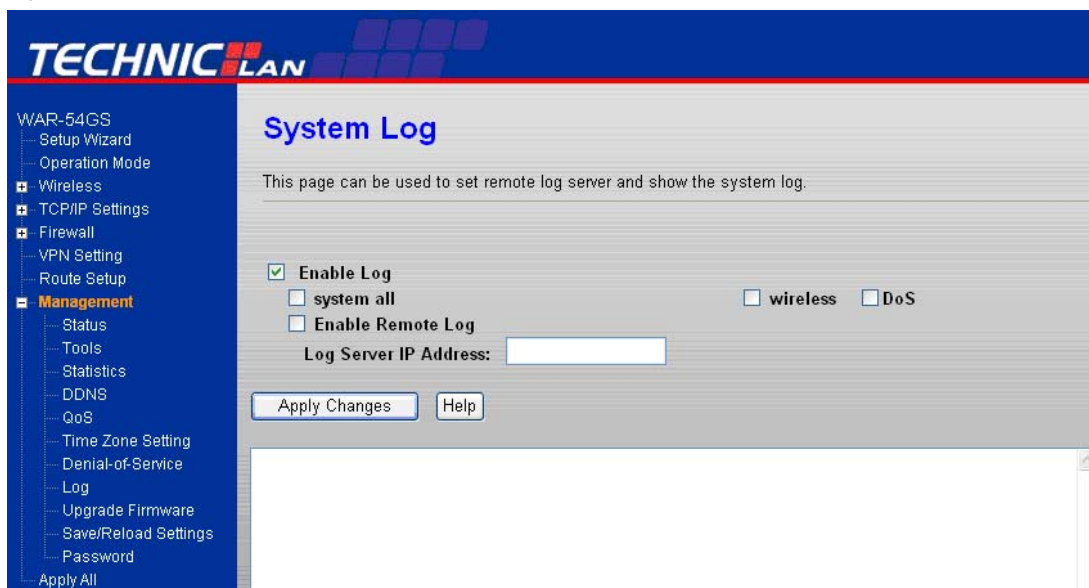 TECHNIC LAN
WAR-54GS
Setup Wizard
Operation Mode
Wireless
TCP/IP Settings
Firewall
VPN Setting
Route Setup
Management
Status
Tools
Statistics
DDNS
QoS
Time Zone Setting
Denial-of-Service
Log
Upgrade Firmware
Save/Reload Settings
Password
Apply All
System Log
This page can be used to set remote log server and show the system log.
Enable Log
system all wireless DoS
Enable Remote Log
Log Server IP Address:
Apply Changes Help